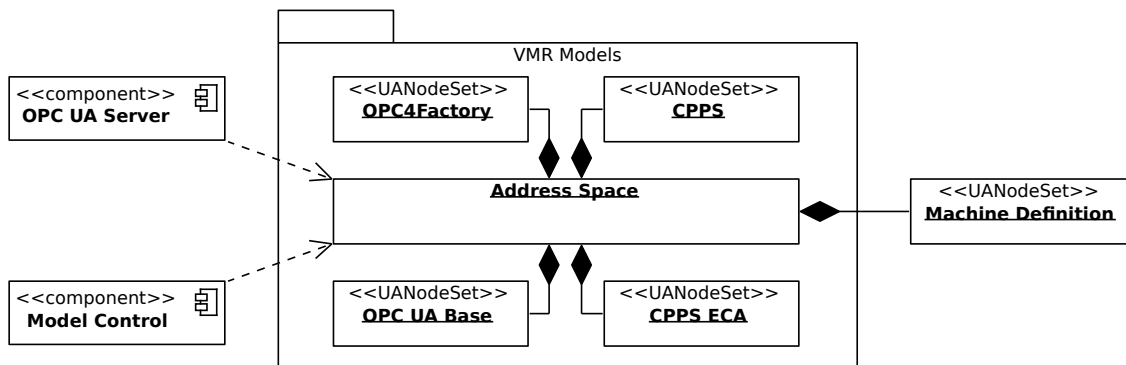 VMR Models
<<component>>
OPC UA Server
<<UANodeSet>>
OPC4Factory
<<UANodeSet>>
CPPS
Address Space
<<UANodeSet>>
Machine Definition
<<component>>
Model Control
<<UANodeSet>>
OPC UA Base
<<UANodeSet>>
CPPS ECA